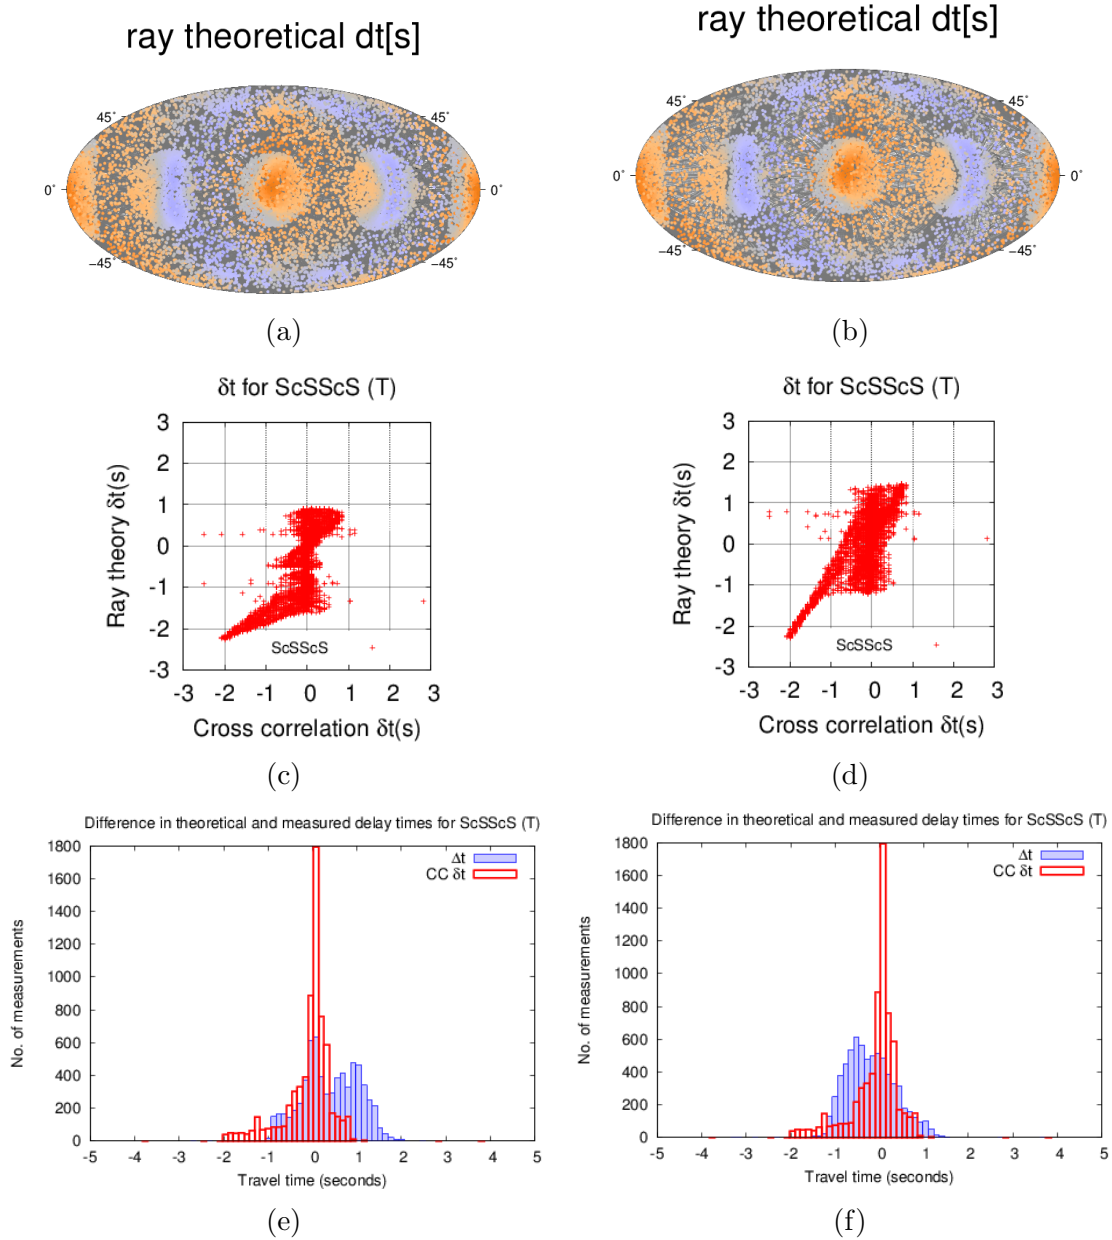 ray theoretical dt[s]
ray theoretical dt[s]
45˚ 45˚
0˚ 0˚
−45˚ −45˚
45˚ 45˚
0˚ 0˚
−45˚ −45˚
(a)
(b)
δt for ScSScS (T)
Ray theory δt(s)
3
2
1
0
-1
-2
-3
ScSScS
-3 -2 -1 0 1 2 3
Cross correlation δt(s)
(c)
δt for ScSScS (T)
Ray theory δt(s)
3
2
1
0
-1
-2
-3
ScSScS
-3 -2 -1 0 1 2 3
Cross correlation δt(s)
(d)
Difference in theoretical and measured delay times for ScSScS (T)
No. of measurements
1800
1600
1400
1200
1000
800
600
400
200
0
Δt
CC δt
-5 -4 -3 -2 -1 0 1 2 3 4 5
Travel time (seconds)
(e)
Difference in theoretical and measured delay times for ScSScS (T)
No. of measurements
1800
1600
1400
1200
1000
800
600
400
200
0
Δt
CC δt
-5 -4 -3 -2 -1 0 1 2 3 4 5
Travel time (seconds)
(f)